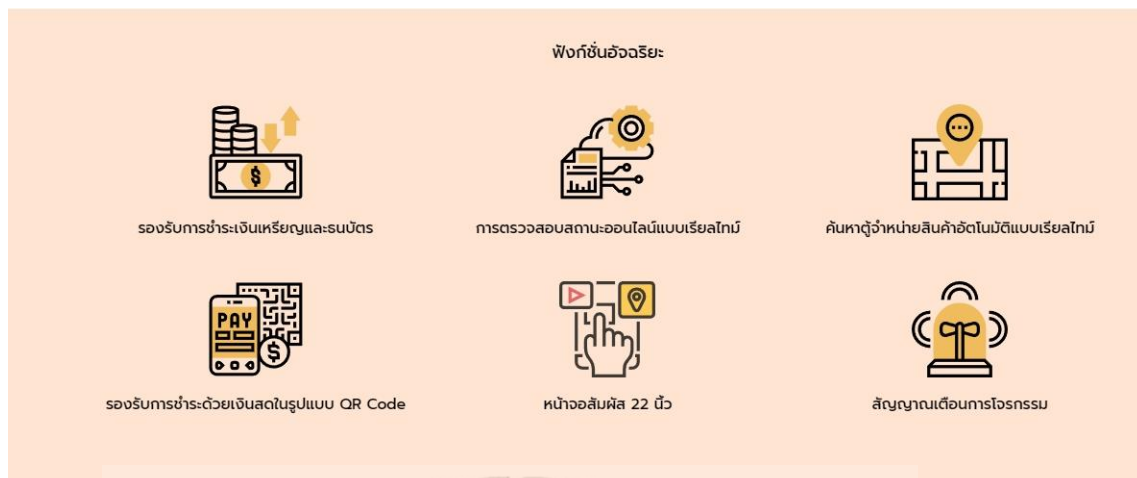 ฟังก์ชั่นอัจฉริยะ
$
รองรับการชำระเงินเหรียญและธนบัตร
การตรวจสอบสถานะออนไลน์แบบเรียลไทม์
ค้นหาตู้จำหน่ายสินค้าอัตโนมัติแบบเรียลไทม์
PAY
$
รองรับการชำระด้วยเงินสดในรูปแบบ QR Code
หน้าจอสัมผัส 22 นิ้ว
สัญญาณเตือนการโจรกรรม